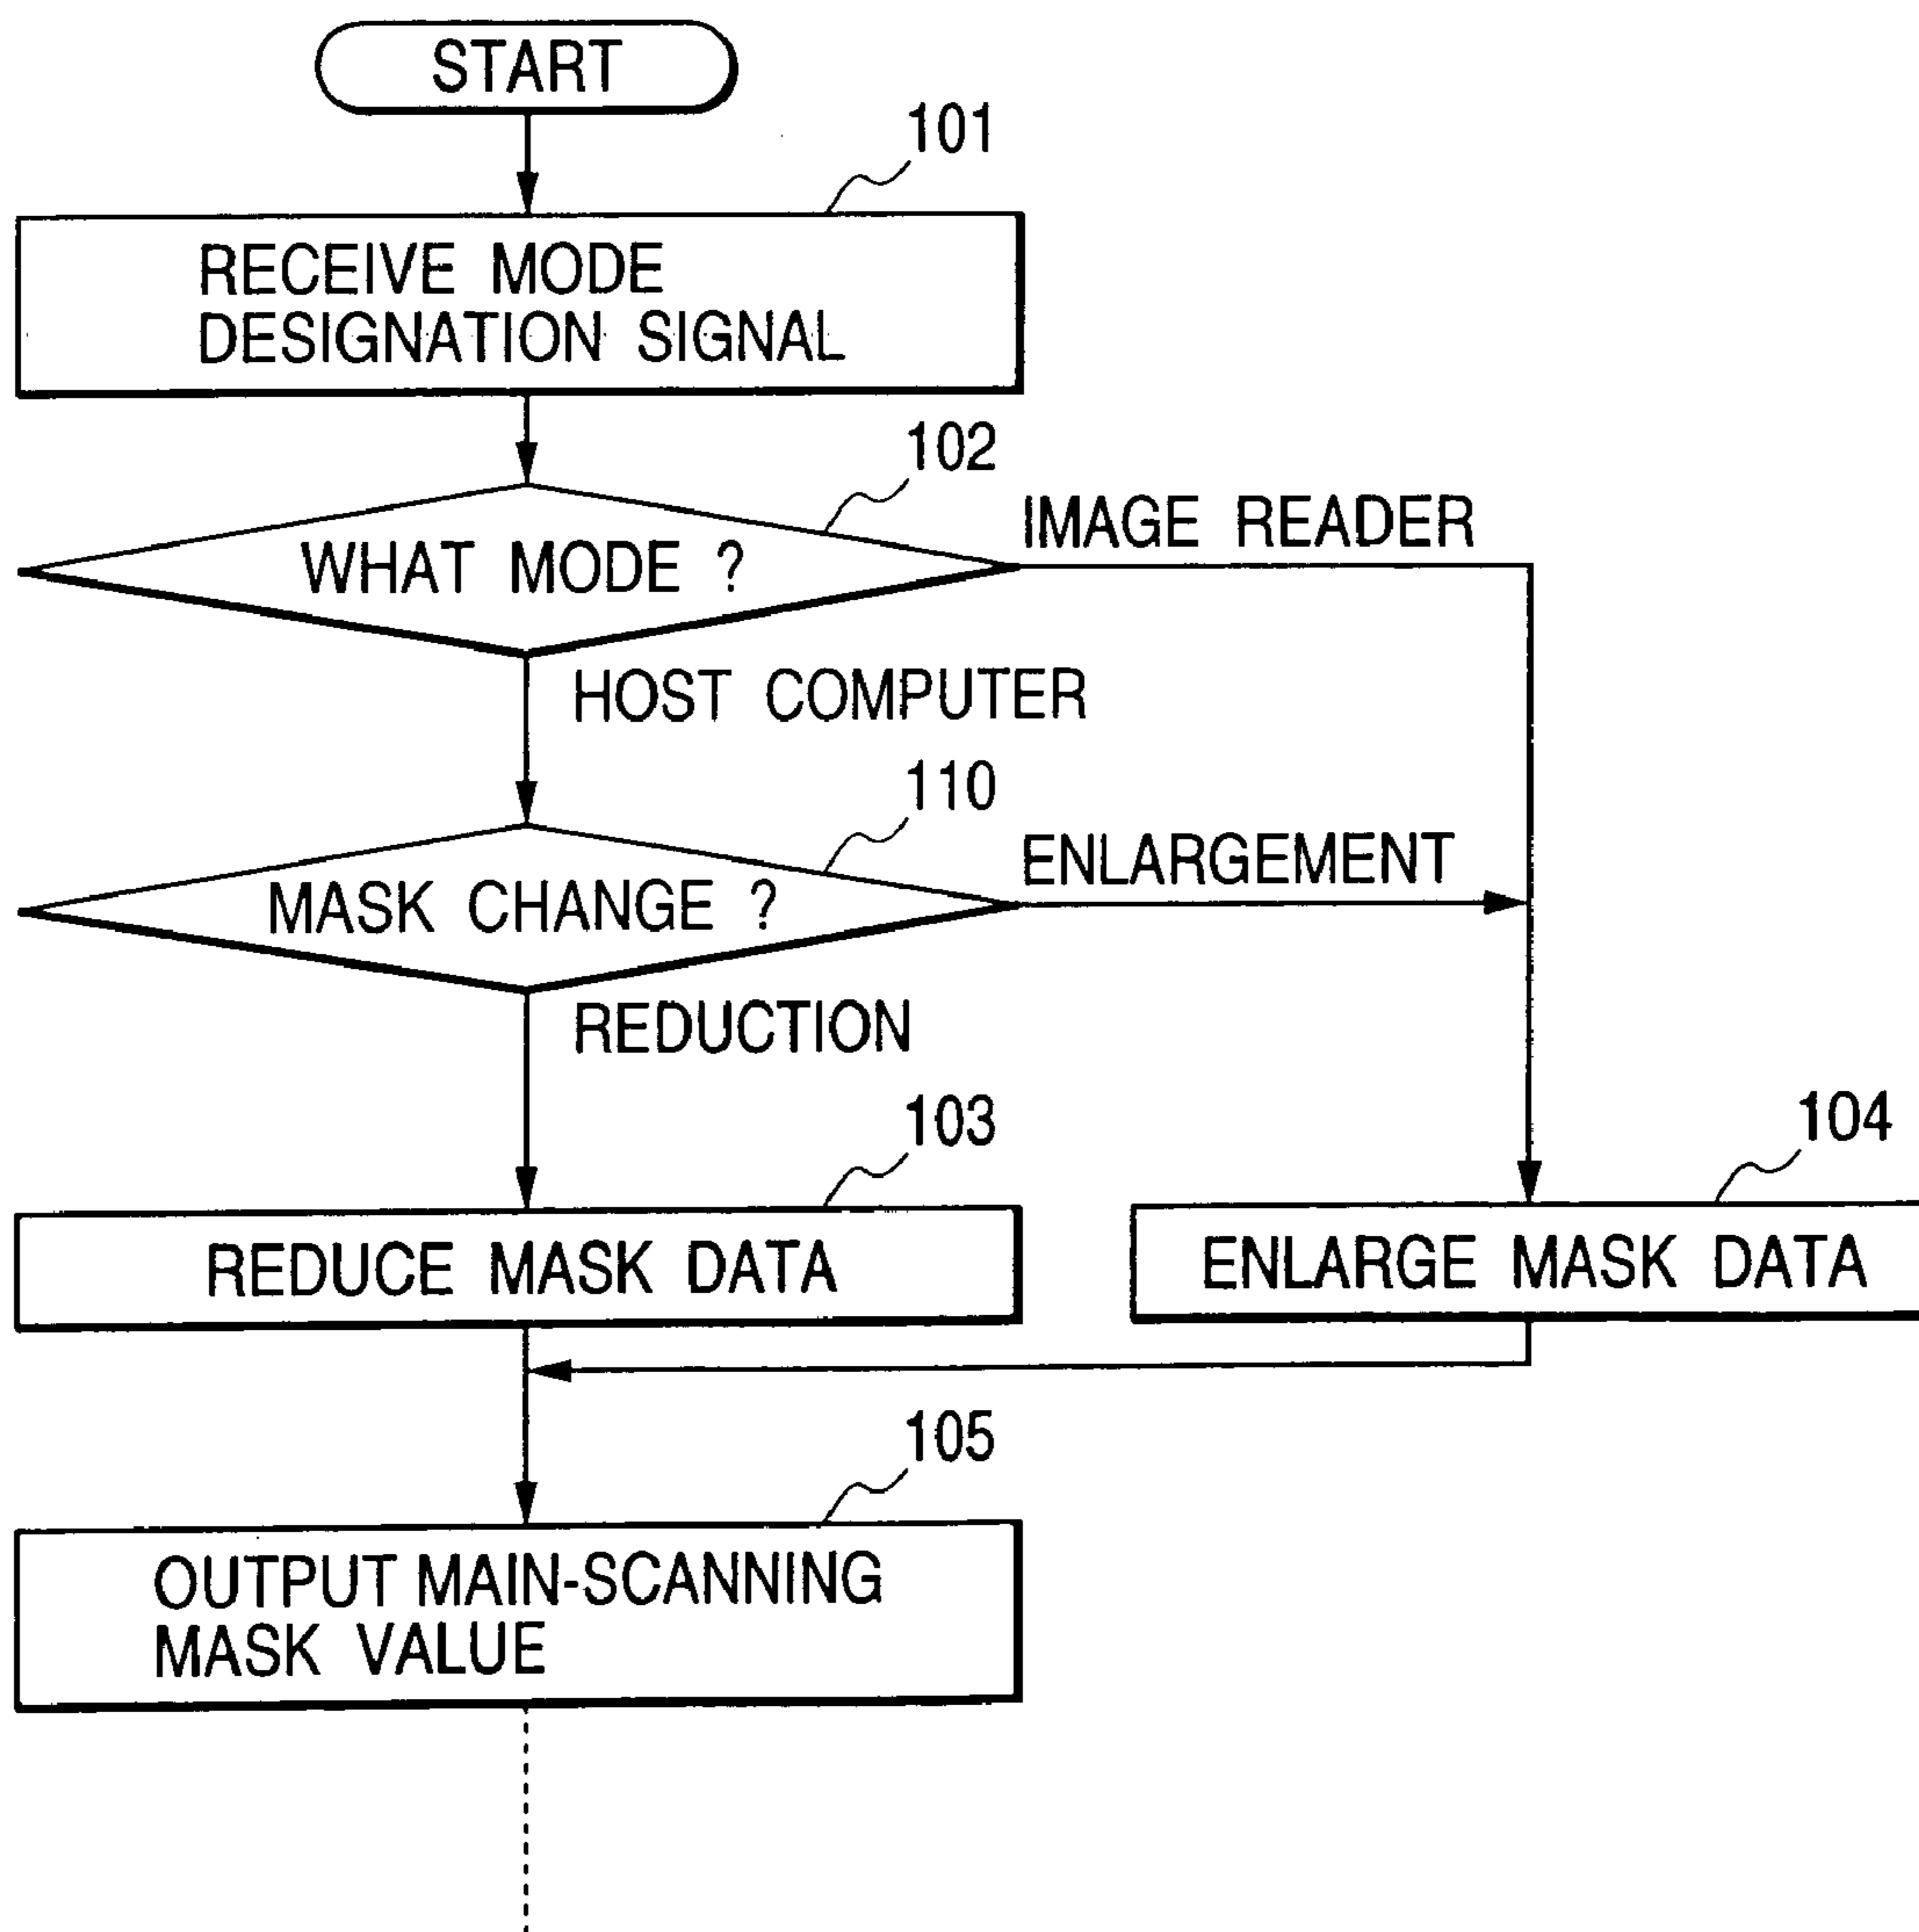 START
101
RECEIVE MODE
DESIGNATION SIGNAL
102
WHAT MODE ?
IMAGE READER
HOST COMPUTER
110
MASK CHANGE ?
ENLARGEMENT
REDUCTION
103
REDUCE MASK DATA
104
ENLARGE MASK DATA
105
OUTPUT MAIN-SCANNING
MASK VALUE